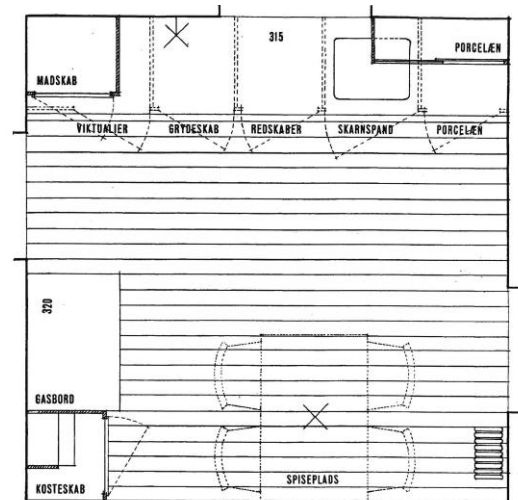 315
PORCELÆN
MADSKAB
VIKTUALIER GRYDESKAB REDSKABER SKARNSPAND PORCELÆN
320
GASBORD
KOSTESKAB
SPISEPLADS